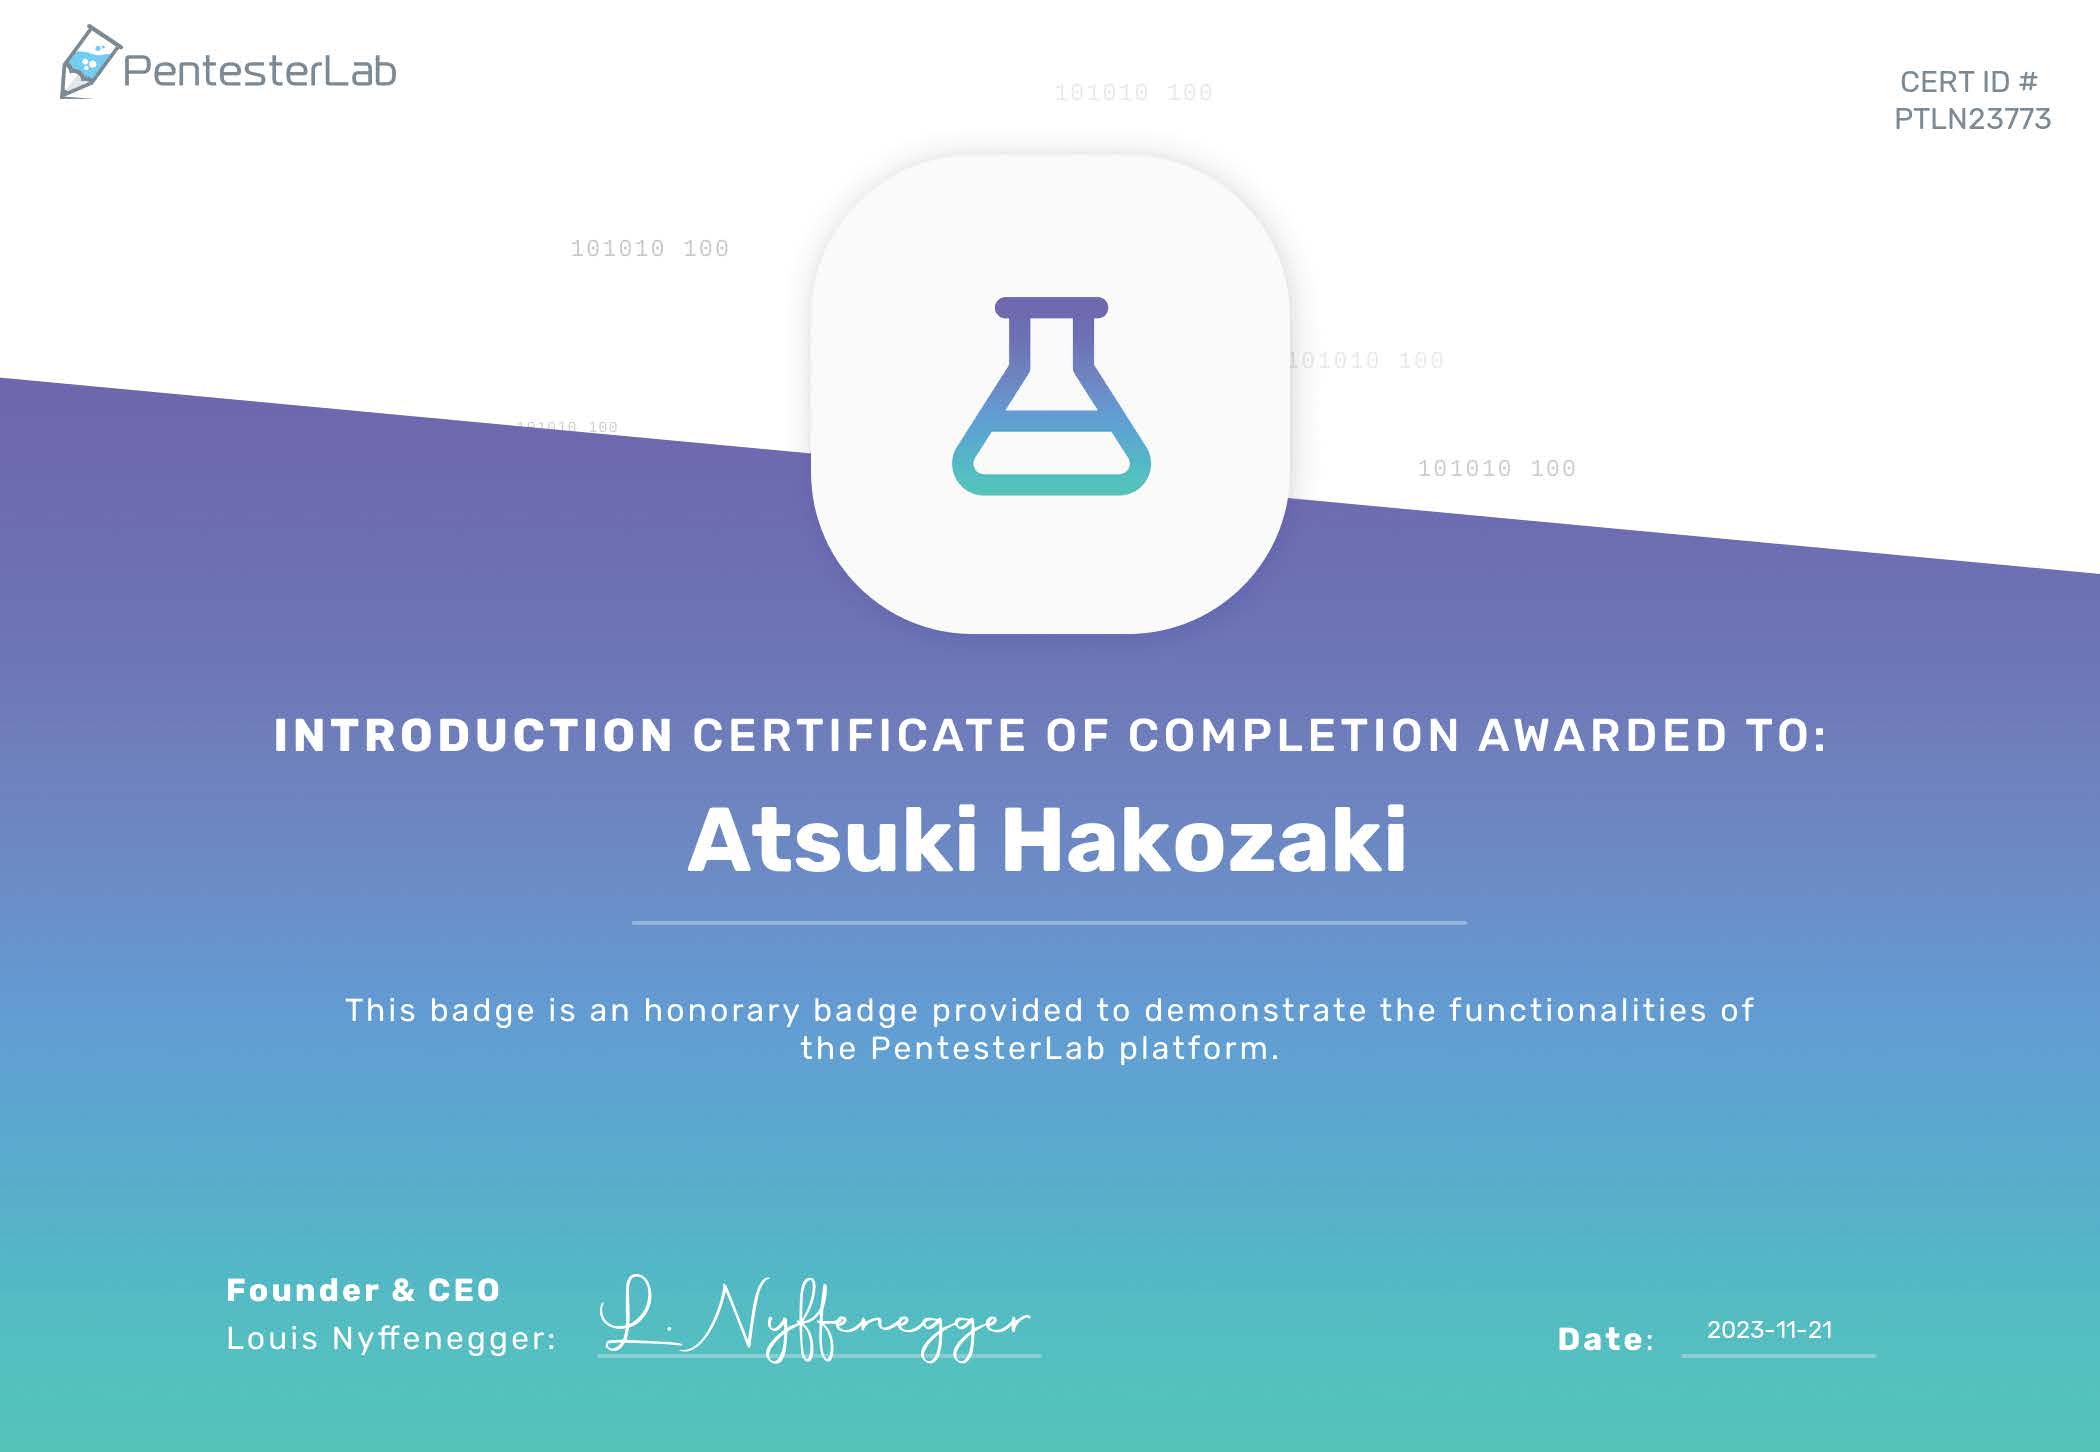 PentesterLab
CERT ID #
PTLN23773
101010 100
101010 100
101010 100
101010 100
101010 100
INTRODUCTION CERTIFICATE OF COMPLETION AWARDED TO:
Atsuki Hakozaki
This badge is an honorary badge provided to demonstrate the functionalities of
the PentesterLab platform.
Founder & CEO
Louis Nyffenegger:
L. Nyffenegger
Date:
2023-11-21